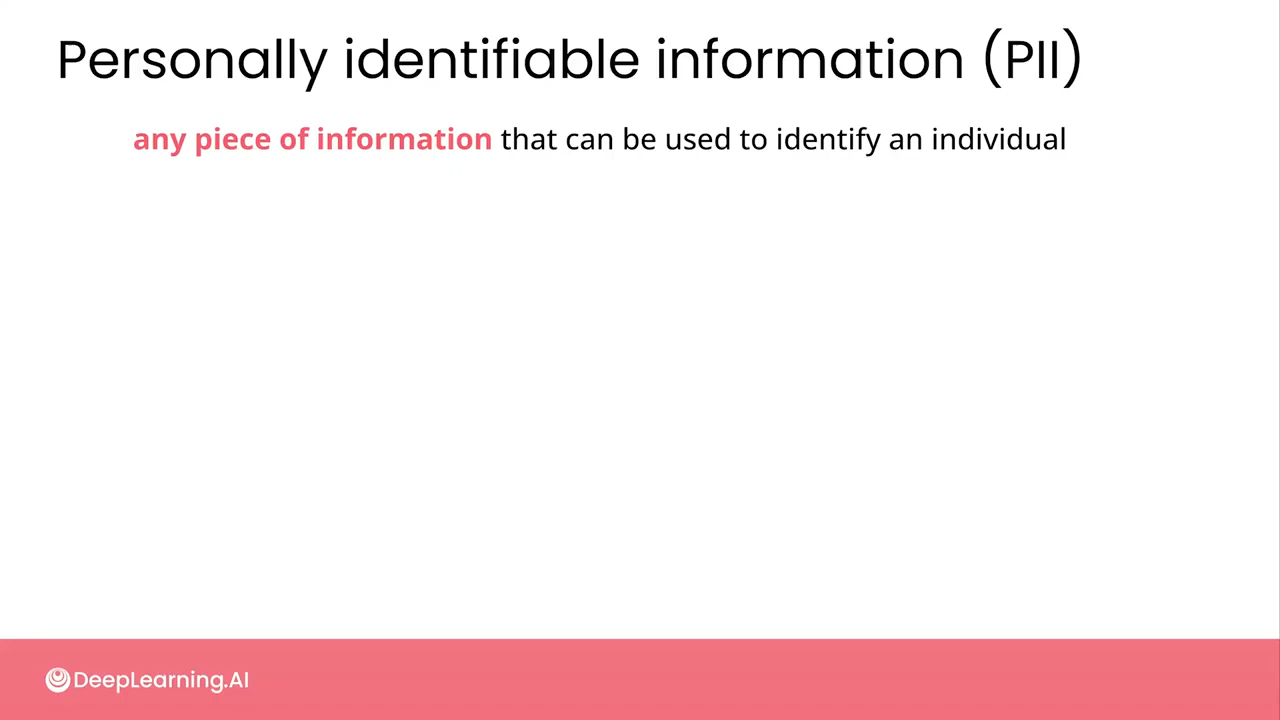 Personally identifiable information (PII)
any piece of information that can be used to identify an individual
DeepLearning.AI